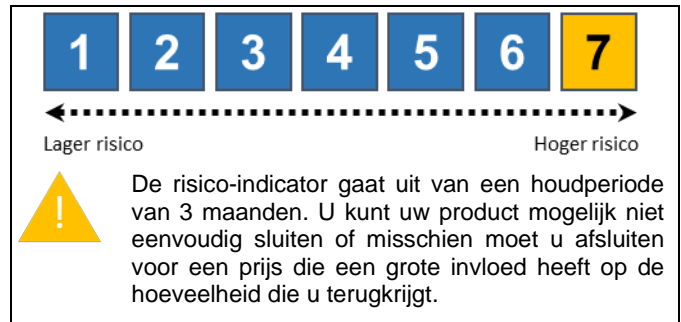 1 2 3 4 5 6 7
Lager risico Hoger risico
!
De risico-indicator gaat uit van een houdperiode
van 3 maanden. U kunt uw product mogelijk niet
eenvoudig sluiten of misschien moet u afsluiten
voor een prijs die een grote invloed heeft op de
hoeveelheid die u terugkrijgt.